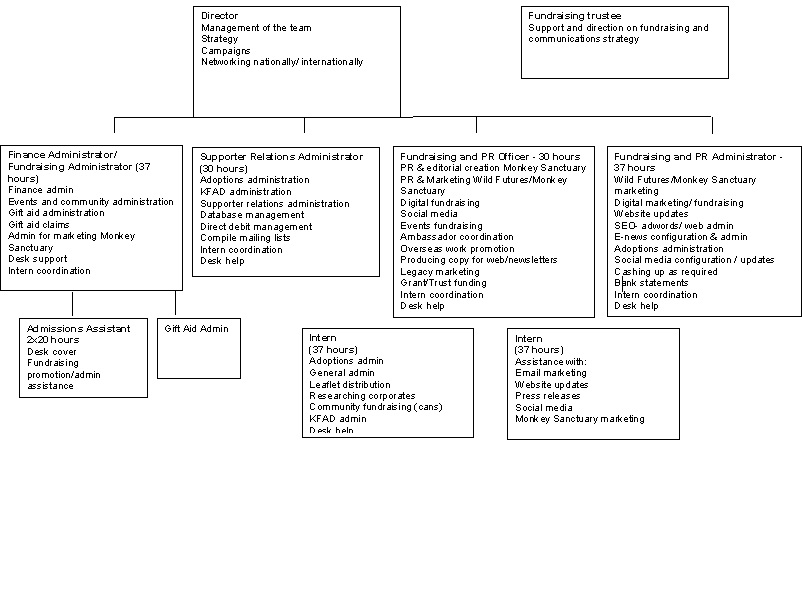 Director
Management of the team
Strategy
Campaigns
Networking nationally/ internationally
Fundraising trustee
Support and direction on fundraising and
communications strategy
Finance Administrator/
Fundraising Administrator (37
hours)
Finance admin
Events and community administration
Gift aid administration
Gift aid claims
Admin for marketing Monkey
Sanctuary
Desk support
Intern coordination
Supporter Relations Administrator
(30 hours)
Adoptions administration
KFAD administration
Supporter relations administration
Database management
Direct debit management
Compile mailing lists
Intern coordination
Desk help
Fundraising and PR Officer - 30 hours
PR & editorial creation Monkey Sanctuary
PR & Marketing Wild Futures/Monkey
Sanctuary
Digital fundraising
Social media
Events fundraising
Ambassador coordination
Overseas work promotion
Producing copy for web/newsletters
Legacy marketing
Grant/Trust funding
Intern coordination
Desk help
Fundraising and PR Administrator -
37 hours
Wild Futures/Monkey Sanctuary
marketing
Digital marketing/ fundraising
Website updates
SEO- adwords/ web admin
E-news configuration & admin
Adoptions administration
Social media configuration / updates
Cashing up as required
Bank statements
Intern coordination
Desk help
Admissions Assistant
2x20 hours
Desk cover
Fundraising
promotion/admin
assistance
Gift Aid Admin
Intern
(37 hours)
Adoptions admin
General admin
Leaflet distribution
Researching corporates
Community fundraising (cans)
KFAD admin
Desk help
Intern
(37 hours)
Assistance with:
Email marketing
Website updates
Press releases
Social media
Monkey Sanctuary marketing